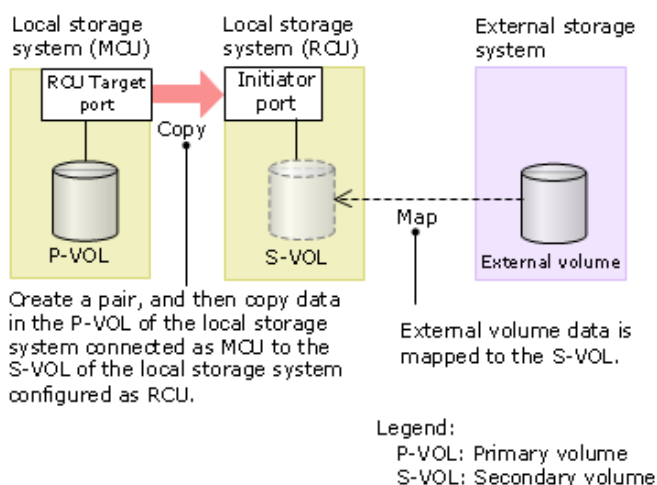 Local storage
system (MCU)
Local storage
system (RCU)
External storage
system
RCU Target
port
Initiator
port
Copy
Map
P-VOL
S-VOL
External volume
Create a pair, and then copy data
in the P-VOL of the local storage
system connected as MCU to the
S-VOL of the local storage system
configured as RCU.
External volume data is
mapped to the S-VOL.
Legend:
P-VOL: Primary volume
S-VOL: Secondary volume